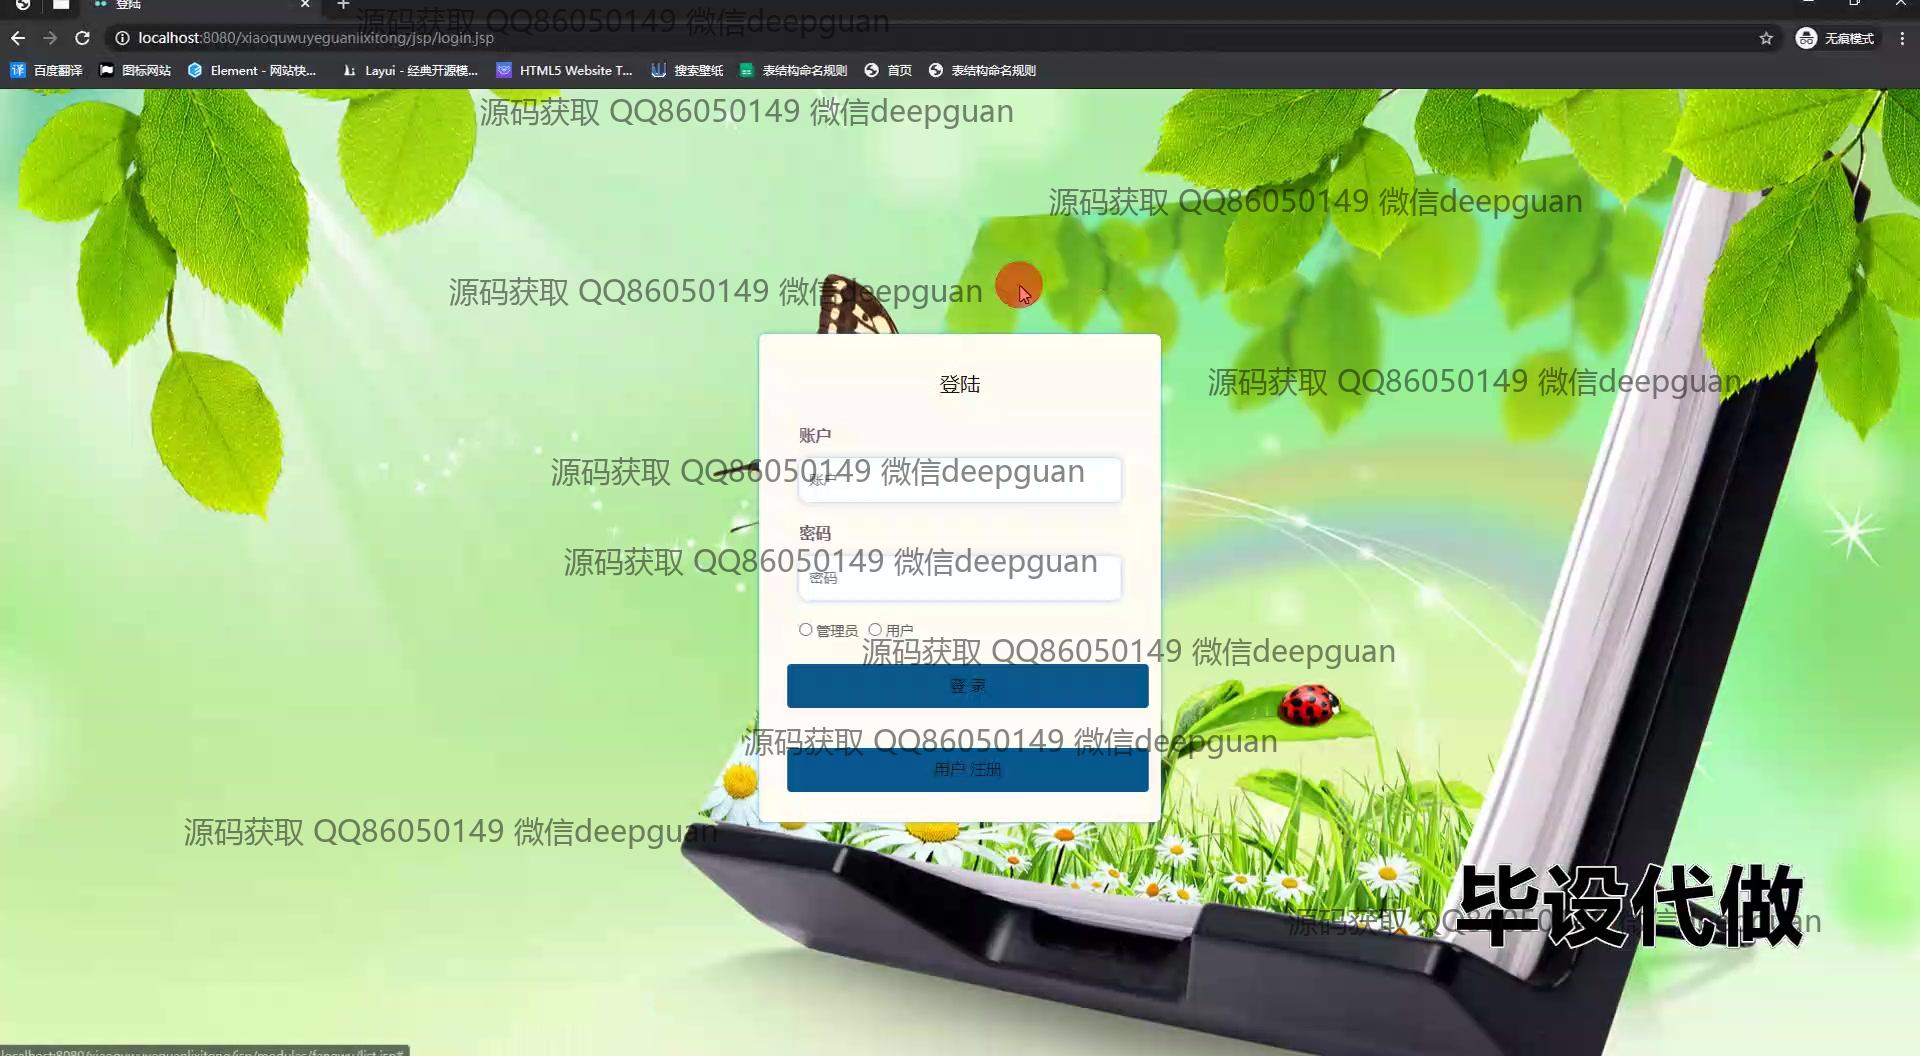 登陆
源码获取 QQ86050149 微信deepguan
localhost:8080/xiaoquwuyeguanlixitong/jsp/login.jsp
无痕模式
百度翻译 图标网站 Element - 网站快... Layui - 经典开源模... HTML5 Website T... 搜索壁纸 表结构命名规则 首页 表结构命名规则
源码获取 QQ86050149 微信deepguan
源码获取 QQ86050149 微信deepguan
源码获取 QQ86050149 微信deepguan
源码获取 QQ86050149 微信deepguan
登陆
账户
源码获取 QQ86050149 微信deepguan
账户
密码
源码获取 QQ86050149 微信deepguan
密码
管理员 用户
源码获取 QQ86050149 微信deepguan
登 录
源码获取 QQ86050149 微信deepguan
用户 注册
源码获取 QQ86050149 微信deepguan
毕设代做
源码获取
localhost:8080/xiaoquwuyeguanlixitong/jsp/modules/fangwu/list.jsp#